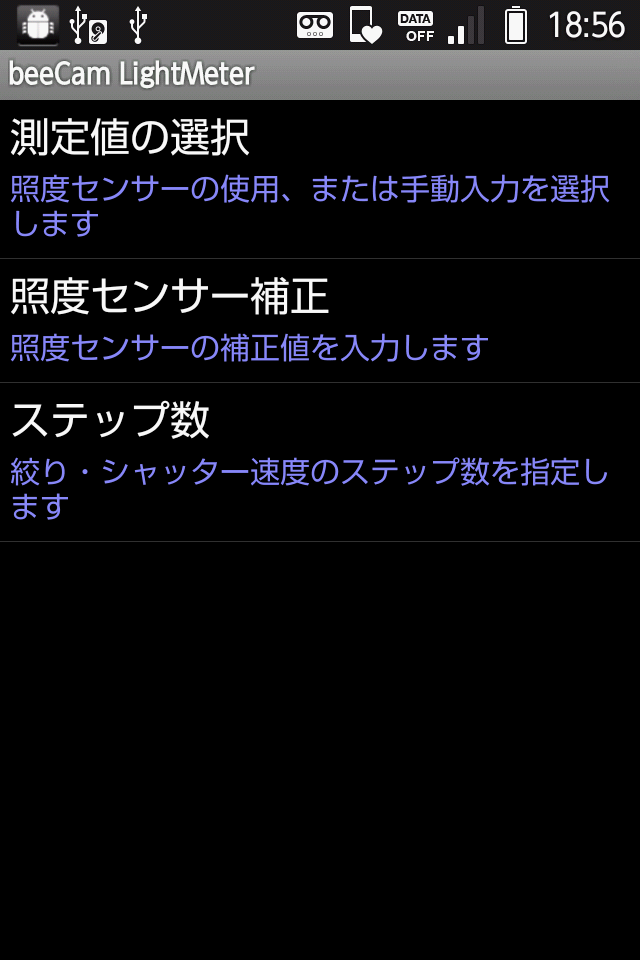 DATA
OFF
18:56
beeCam LightMeter
測定値の選択
照度センサーの使用、または手動入力を選択
します
照度センサー補正
照度センサーの補正値を入力します
ステップ数
絞り・シャッター速度のステップ数を指定し
ます